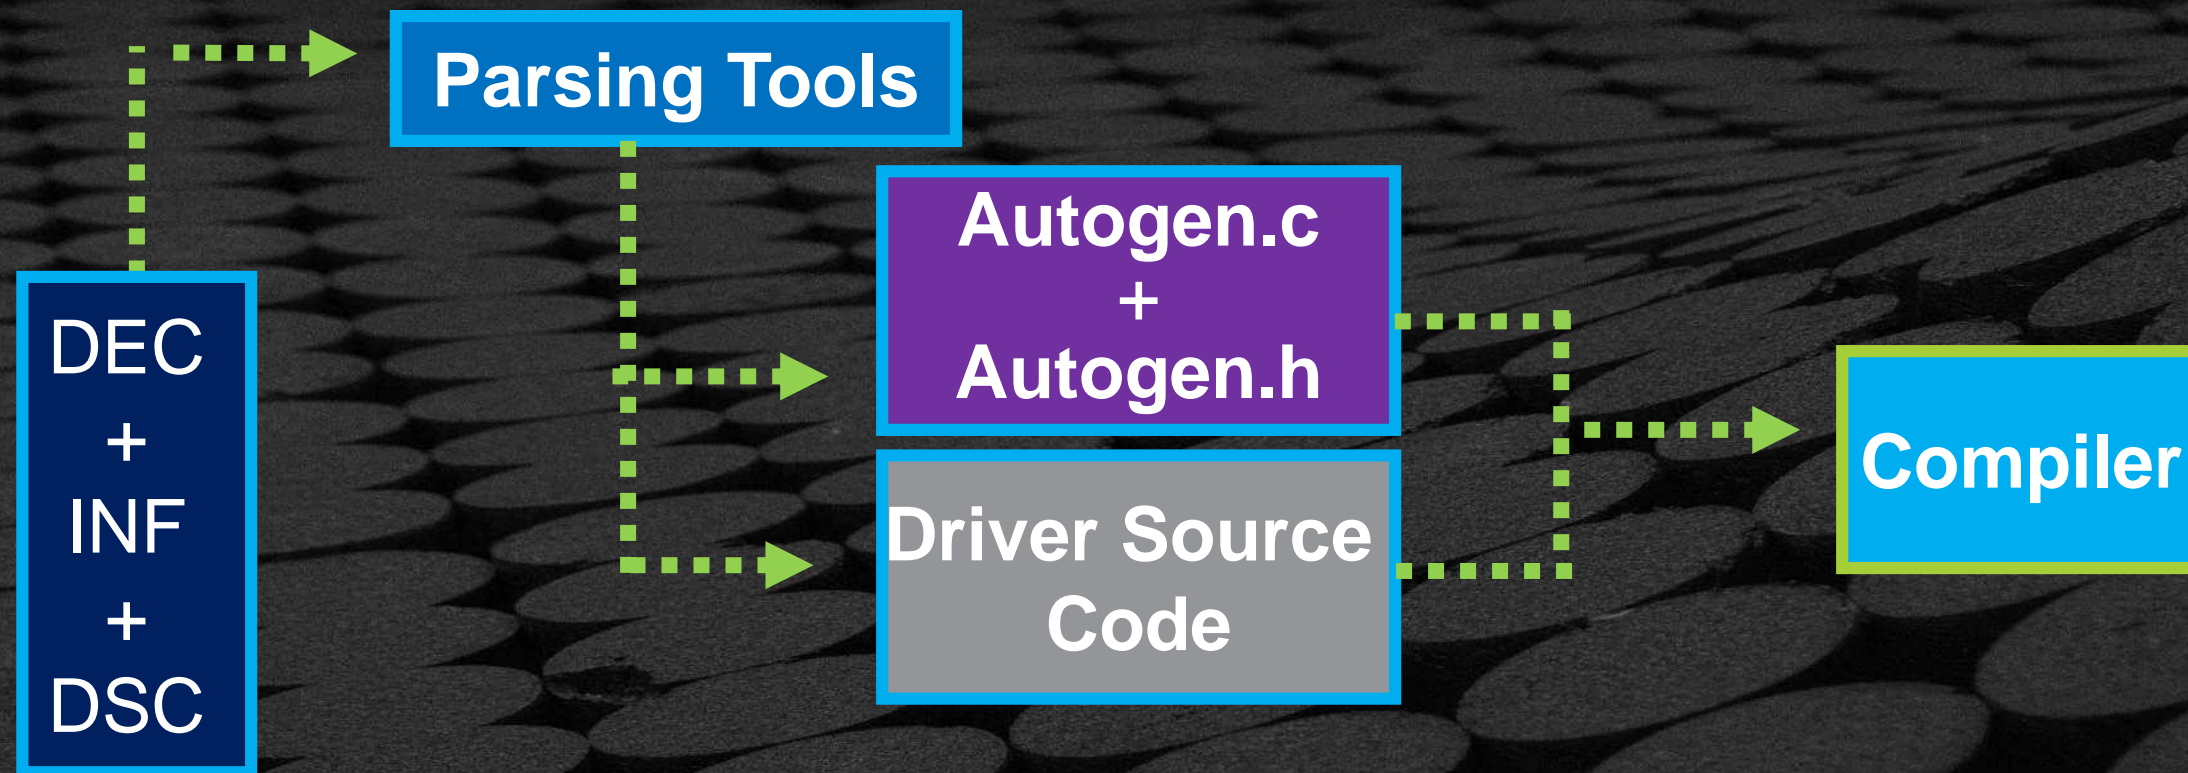 Parsing Tools
Autogen.c
+
Autogen.h
DEC
+
INF
+
DSC
Driver Source
Code
Compiler